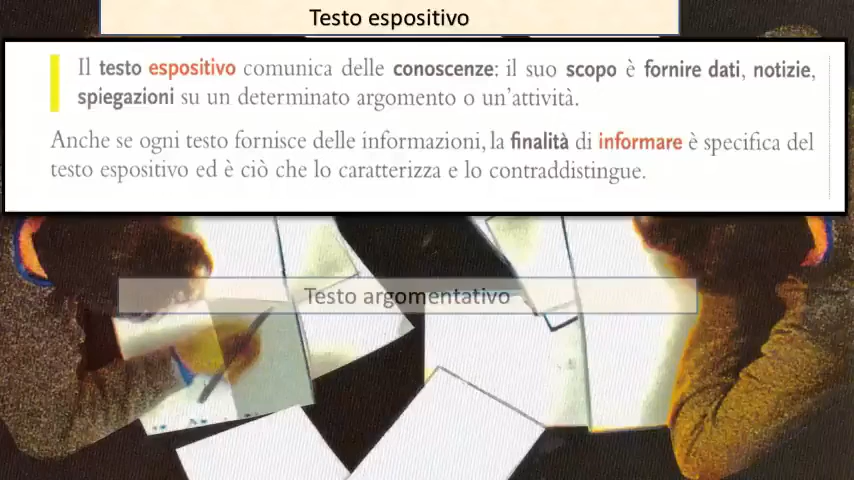 Testo espositivo
Il testo espositivo comunica delle conoscenze: il suo scopo è fornire dati, notizie,
spiegazioni su un determinato argomento o un'attività.
Anche se ogni testo fornisce delle informazioni, la finalità di informare è specifica del
testo espositivo ed è ciò che lo caratterizza e lo contraddistingue.
Testo argomentativo